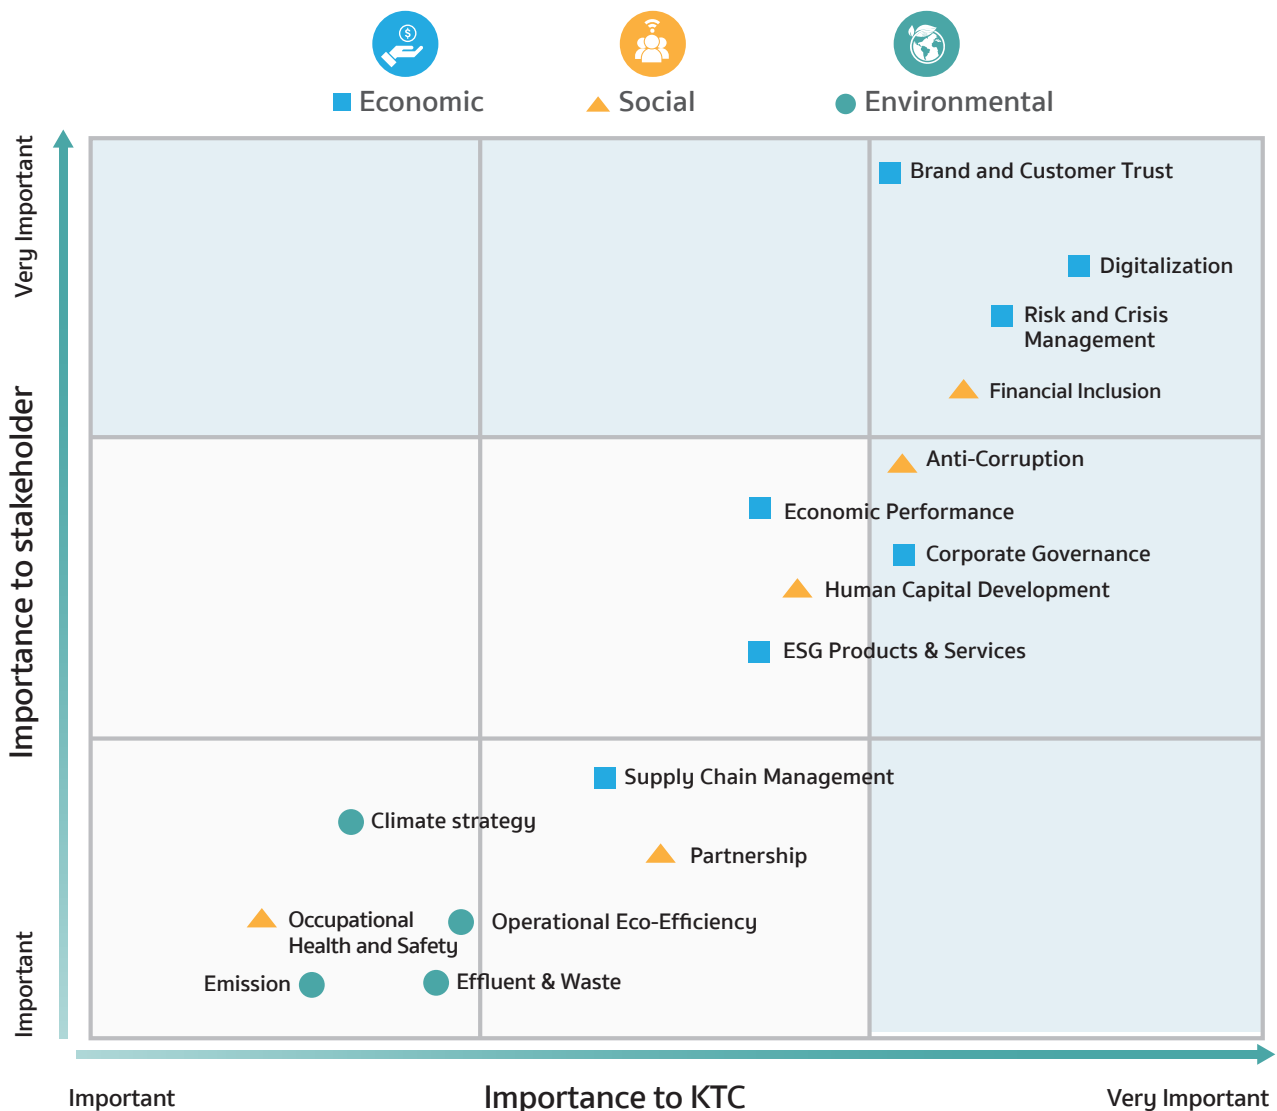 $
Economic
Social
Environmental
Very Important
Importance to stakeholder
Important
Brand and Customer Trust
Digitalization
Risk and Crisis
Management
Financial Inclusion
Anti-Corruption
Economic Performance
Corporate Governance
Human Capital Development
ESG Products & Services
Supply Chain Management
Climate strategy
Partnership
Occupational
Health and Safety
Operational Eco-Efficiency
Emission
Effluent & Waste
Important
Importance to KTC
Very Important